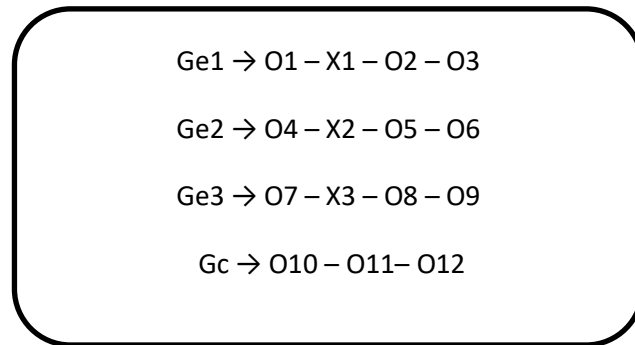 Ge1 → O1 – X1 – O2 – O3
Ge2 → O4 – X2 – O5 – O6
Ge3 → O7 – X3 – O8 – O9
Gc → O10 – O11– O12